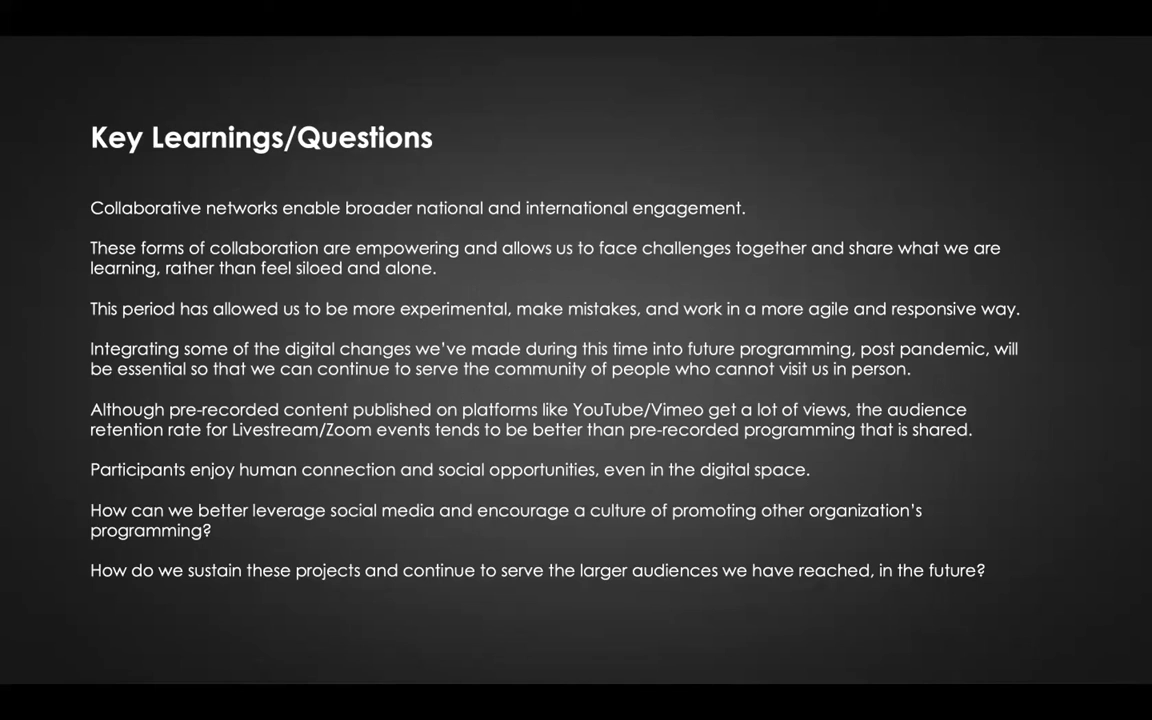 Key Learnings/Questions
Collaborative networks enable broader national and international engagement.
These forms of collaboration are empowering and allows us to face challenges together and share what we are
learning, rather than feel siloed and alone.
This period has allowed us to be more experimental, make mistakes, and work in a more agile and responsive way.
Integrating some of the digital changes we’ve made during this time into future programming, post pandemic, will
be essential so that we can continue to serve the community of people who cannot visit us in person.
Although pre-recorded content published on platforms like YouTube/Vimeo get a lot of views, the audience
retention rate for Livestream/Zoom events tends to be better than pre-recorded programming that is shared.
Participants enjoy human connection and social opportunities, even in the digital space.
How can we better leverage social media and encourage a culture of promoting other organization’s
programming?
How do we sustain these projects and continue to serve the larger audiences we have reached, in the future?